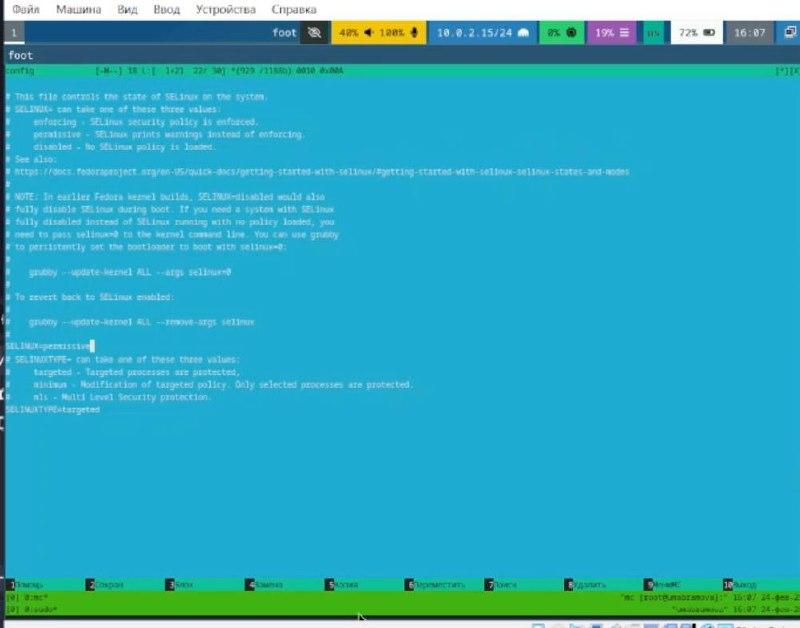 Файл Машина Вид Ввод Устройства Справка
1 foot 40% 100% 10.0.2.15/24 0% 19% us 72% 16:07
foot
config [-M--] 18 L:[ 1+21 22/ 30] *(929 /1188b) 0010 0x00A [*][X
# This file controls the state of SELinux on the system.
# SELINUX= can take one of these three values:
# enforcing - SELinux security policy is enforced.
# permissive - SELinux prints warnings instead of enforcing.
# disabled - No SELinux policy is loaded.
# See also:
# https://docs.fedoraproject.org/en-US/quick-docs/getting-started-with-selinux/#getting-started-with-selinux-selinux-states-and-modes
#
# NOTE: In earlier Fedora kernel builds, SELINUX=disabled would also
# fully disable SELinux during boot. If you need a system with SELinux
# fully disabled instead of SELinux running with no policy loaded, you
# need to pass selinux=0 to the kernel command line. You can use grubby
# to persistently set the bootloader to boot with selinux=0:
#
# grubby --update-kernel ALL --args selinux=0
#
# To revert back to SELinux enabled:
#
# grubby --update-kernel ALL --remove-args selinux
#
SELINUX=permissive
# SELINUXTYPE= can take one of these three values:
# targeted - Targeted processes are protected,
# minimum - Modification of targeted policy. Only selected processes are protected.
# mls - Multi Level Security protection.
SELINUXTYPE=targeted
1Помощь 2Сохран 3Блок 4Замена 5Копия 6Переместить 7Поиск 8Удалить 9МенюMC 10Выход
[0] 0:mc* "mc [root@umabramova]:" 16:07 24-фев-2
[0] 0:sudo* "umabramova" 16:07 24-фев-2